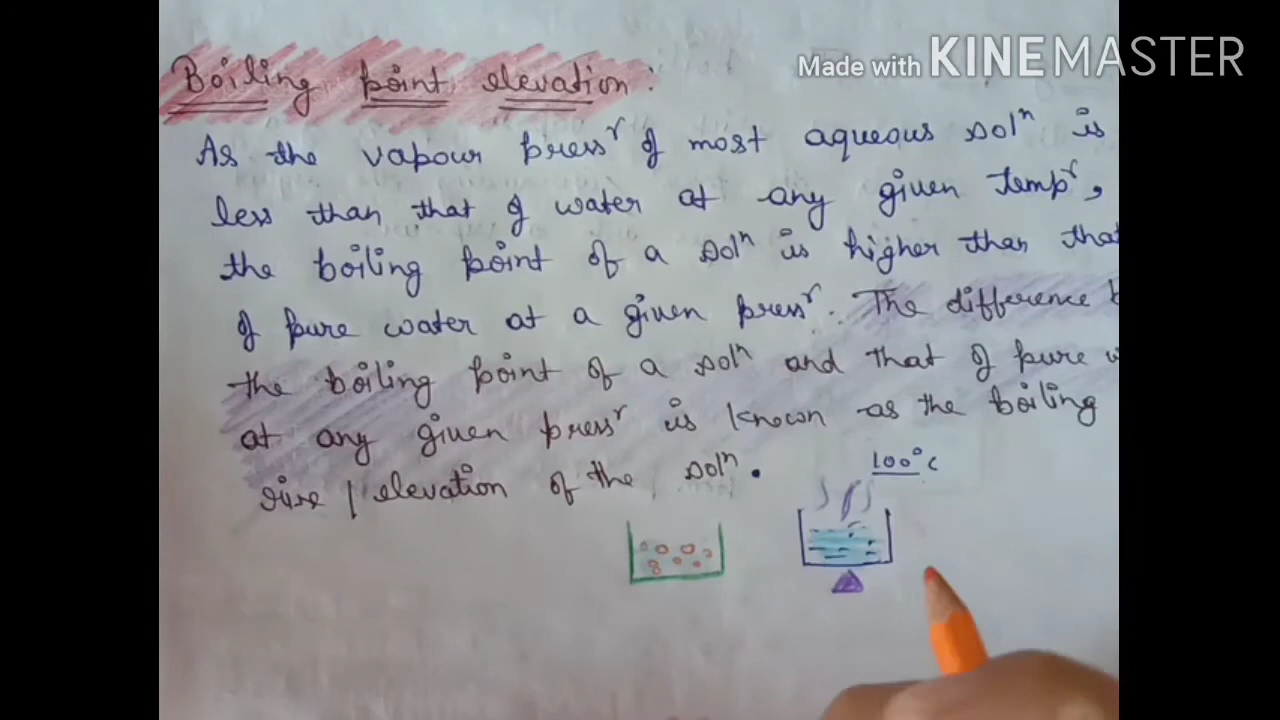 Made with KINEMASTER
Boiling point elevation :
As the vapour pressʳ of most aqueous solⁿ is
less than that of water at any given tempʳ,
the boiling point of a solⁿ is higher than that
of pure water at a given pressʳ. The difference
the boiling point of a solⁿ and that of pure
at any given pressʳ is known as the boiling
rise / elevation of the solⁿ.
100°c